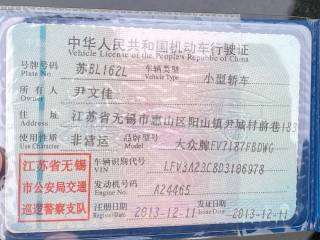 中华人民共和国机动车行驶证
Vehicle License of the People's Republic of China
号牌号码 Plate No. 苏BL162L 车辆类型 Vehicle Type 小型轿车
所有人 Owner 尹文佳
住址 Address 江苏省无锡市惠山区阳山镇尹城村前巷183
使用性质 Use Character 非营运 品牌型号 Model 大众牌FV7187FBDWG
江苏省无锡市公安局交通巡逻警察支队
车辆识别代号 VIN LFV3A23C8D3106978
发动机号码 Engine No. A24465
注册日期 Register Date 2013-12-11 发证日期 Issue Date 2013-12-11